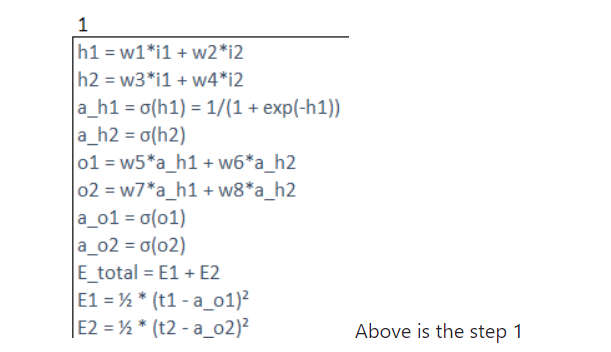 1
h1 = w1*i1 + w2*i2
h2 = w3*i1 + w4*i2
a_h1 = σ(h1) = 1/(1 + exp(-h1))
a_h2 = σ(h2)
o1 = w5*a_h1 + w6*a_h2
o2 = w7*a_h1 + w8*a_h2
a_o1 = σ(o1)
a_o2 = σ(o2)
E_total = E1 + E2
E1 = ½ * (t1 - a_o1)²
E2 = ½ * (t2 - a_o2)²
Above is the step 1